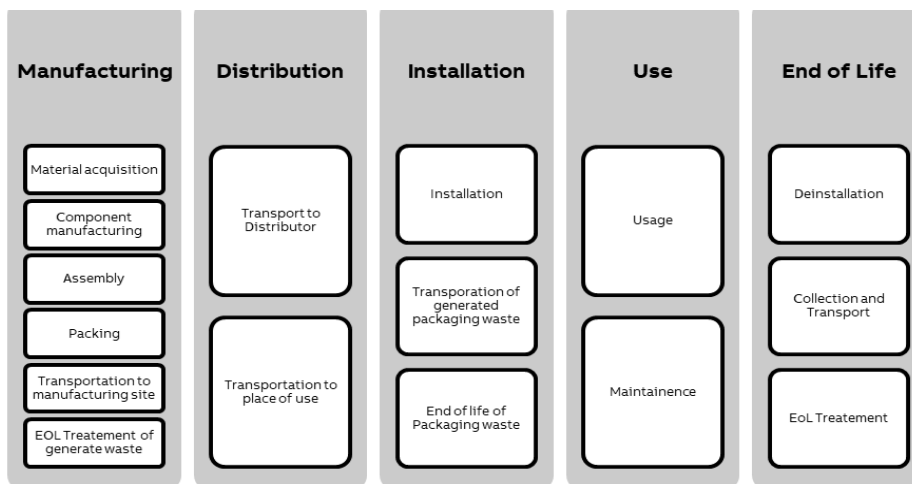 Manufacturing
Material acquisition
Component
manufacturing
Assembly
Packing
Transportation to
manufacturing site
EOL Treatement of
generate waste
Distribution
Transport to
Distributor
Transportation to
place of use
Installation
Installation
Transporation of
generated
packaging waste
End of life of
Packaging waste
Use
Usage
Maintainence
End of Life
Deinstallation
Collection and
Transport
EoL Treatement